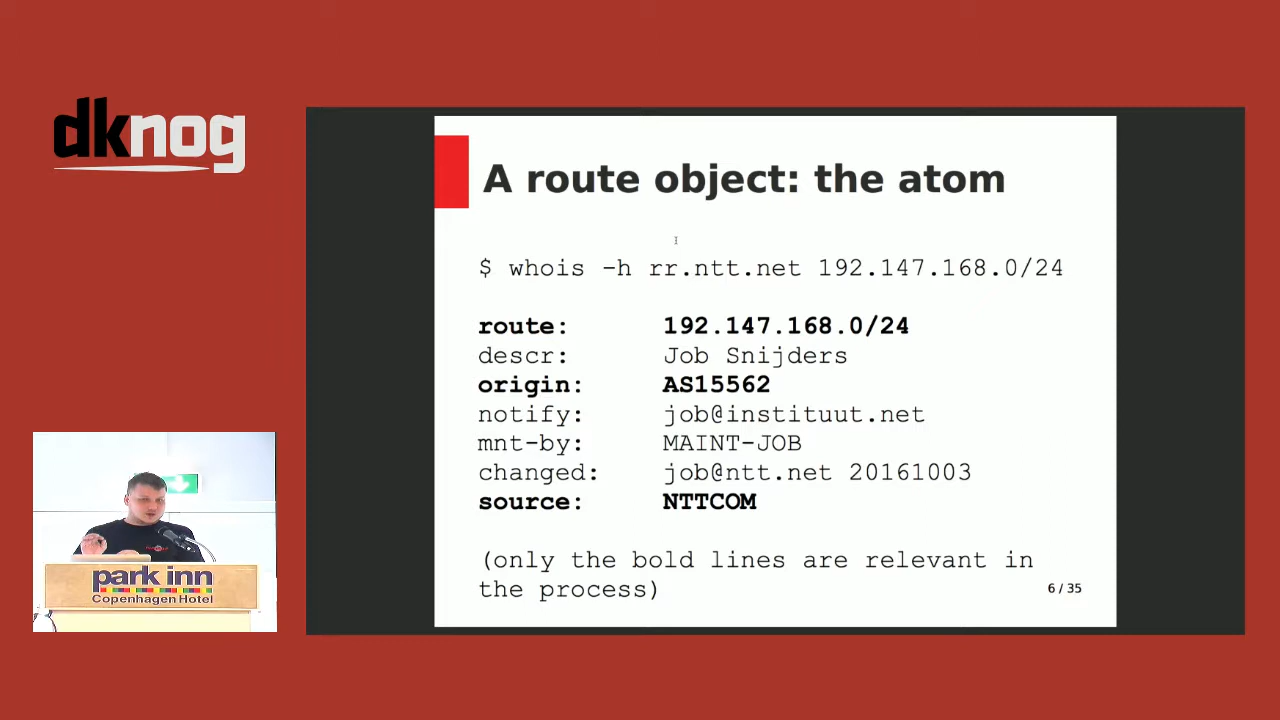 dknog
A route object: the atom
$ whois -h rr.ntt.net 192.147.168.0/24
route: 192.147.168.0/24
descr: Job Snijders
origin: AS15562
notify: job@instituut.net
mnt-by: MAINT-JOB
changed: job@ntt.net 20161003
source: NTTCOM
(only the bold lines are relevant in
the process)
6 / 35
park inn
Copenhagen Hotel